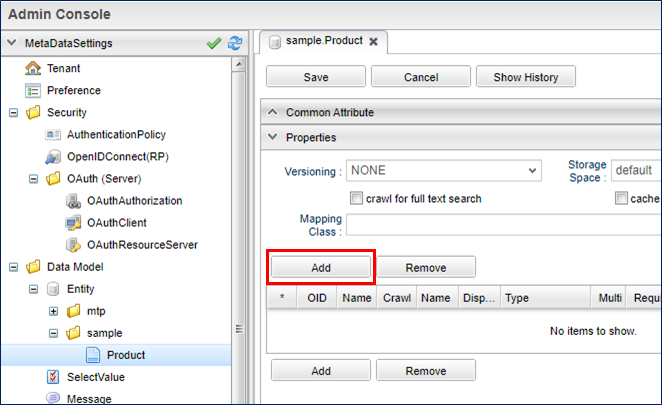 Admin Console
MetaDataSettings
Tenant
Preference
Security
AuthenticationPolicy
OpenIDConnect(RP)
OAuth (Server)
OAuthAuthorization
OAuthClient
OAuthResourceServer
Data Model
Entity
mtp
sample
Product
SelectValue
Message
sample.Product
Save Cancel Show History
Common Attribute
Properties
Versioning : NONE Storage Space : default
crawl for full text search cache
Mapping Class :
Add Remove
* OID Name Crawl Name Disp... Type Multi Requi
No items to show.
Add Remove